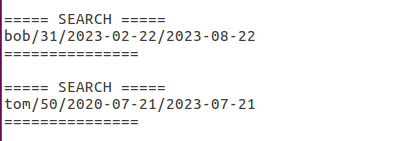 ===== SEARCH =====
bob/31/2023-02-22/2023-08-22
===============
===== SEARCH =====
tom/50/2020-07-21/2023-07-21
===============